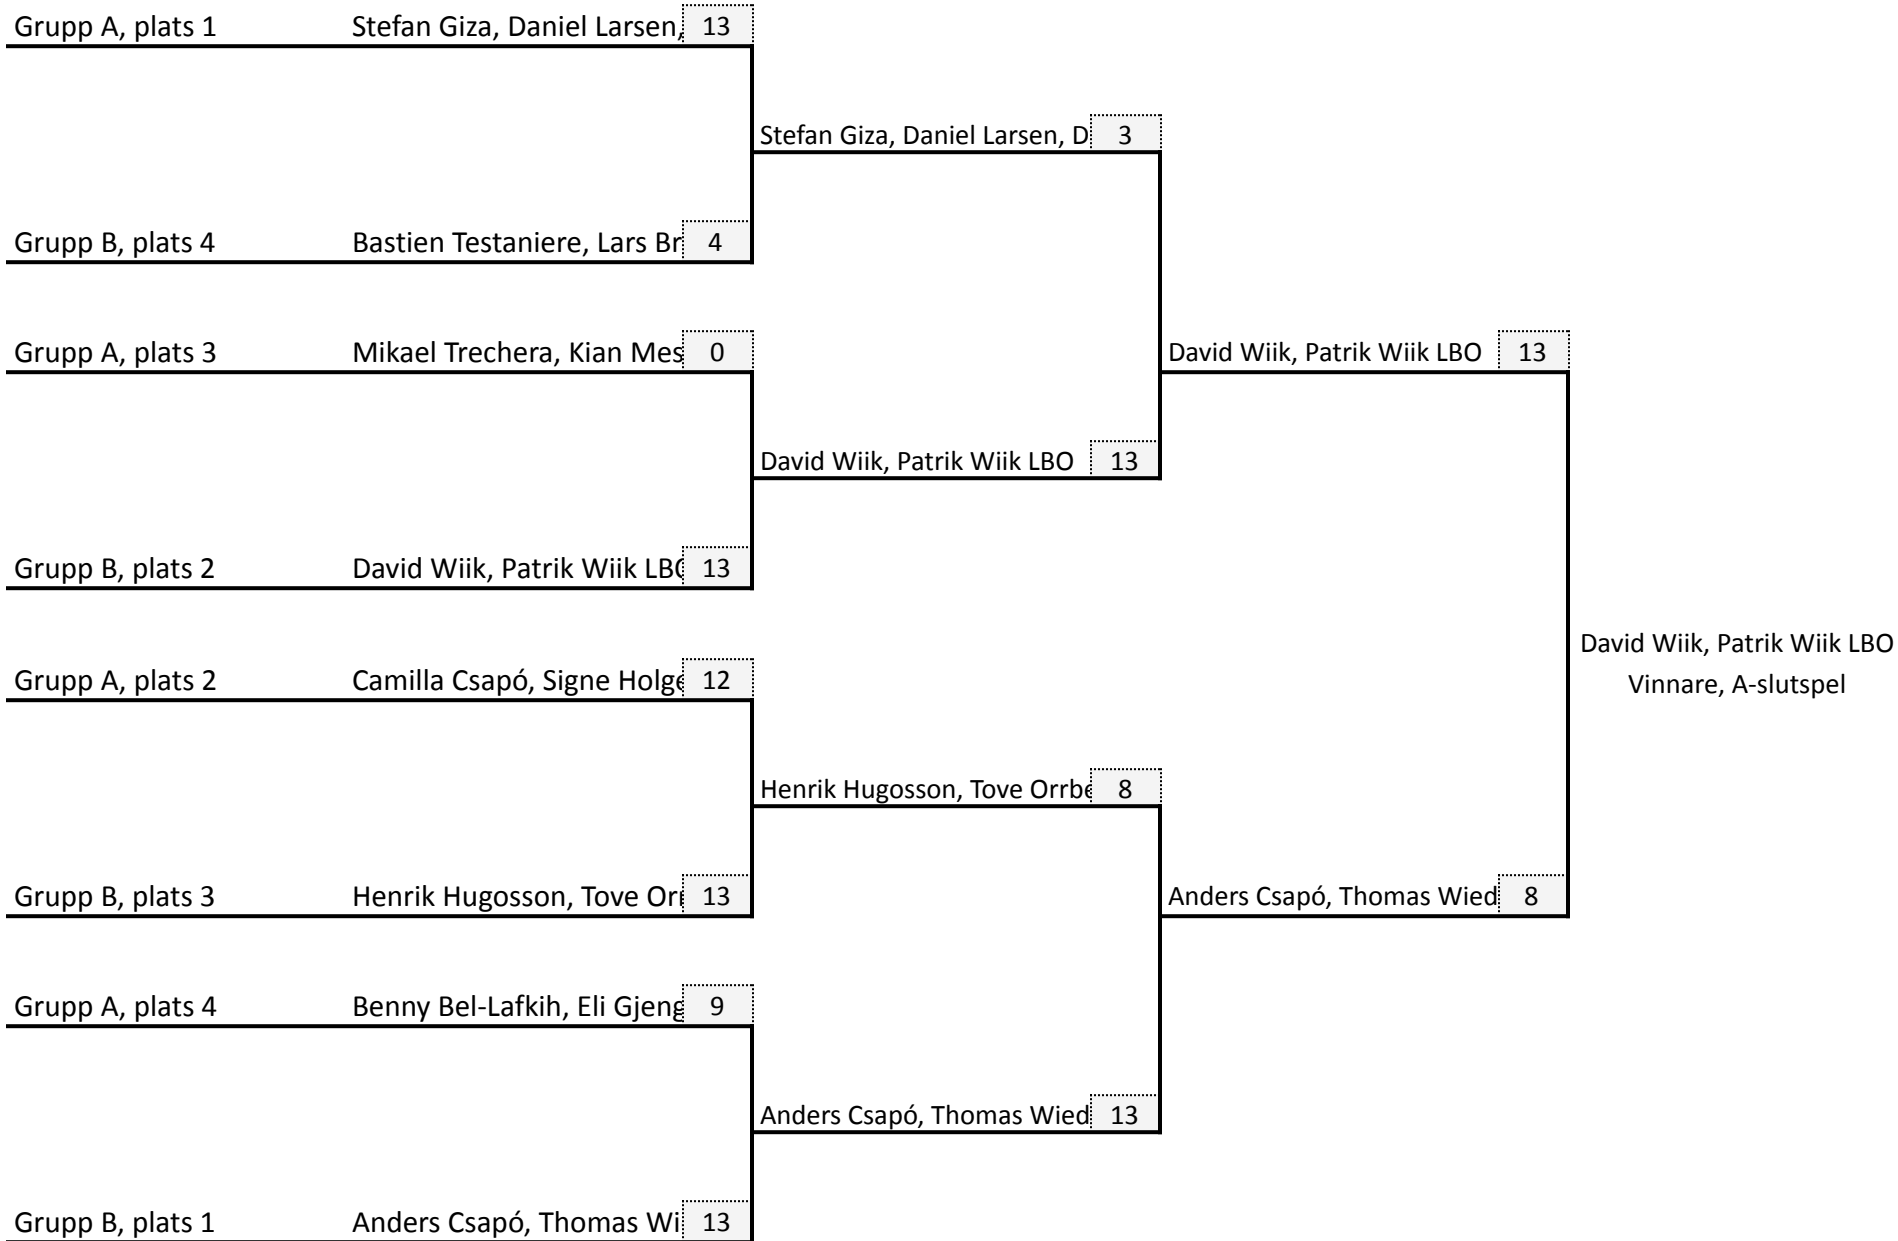 Grupp A, plats 1 Stefan Giza, Daniel Larsen, 13
Stefan Giza, Daniel Larsen, D 3
Grupp B, plats 4 Bastien Testaniere, Lars Br 4
Grupp A, plats 3 Mikael Trechera, Kian Mes 0
David Wiik, Patrik Wiik LBO 13
David Wiik, Patrik Wiik LBO 13
Grupp B, plats 2 David Wiik, Patrik Wiik LBO 13
David Wiik, Patrik Wiik LBO
Grupp A, plats 2 Camilla Csapó, Signe Holge 12
Vinnare, A-slutspel
Henrik Hugosson, Tove Orrbe 8
Grupp B, plats 3 Henrik Hugosson, Tove Orr 13
Anders Csapó, Thomas Wied 8
Grupp A, plats 4 Benny Bel-Lafkih, Eli Gjeng 9
Anders Csapó, Thomas Wied 13
Grupp B, plats 1 Anders Csapó, Thomas Wi 13